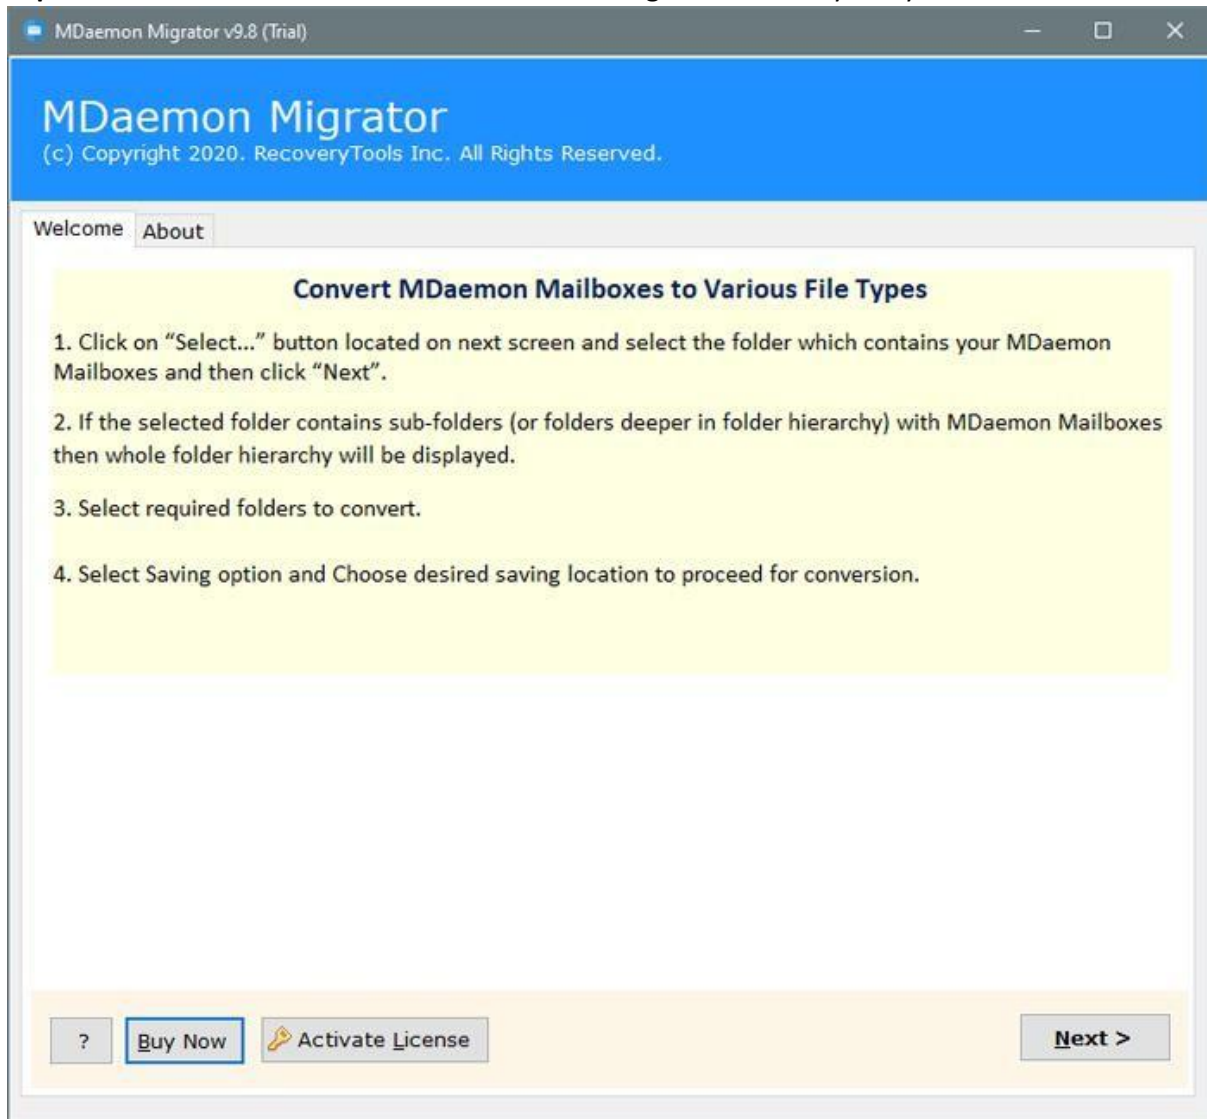 MDaemon Migrator v9.8 (Trial)
MDaemon Migrator
(c) Copyright 2020. RecoveryTools Inc. All Rights Reserved.
Welcome About
Convert MDaemon Mailboxes to Various File Types
1. Click on “Select...” button located on next screen and select the folder which contains your MDaemon
Mailboxes and then click “Next”.
2. If the selected folder contains sub-folders (or folders deeper in folder hierarchy) with MDaemon Mailboxes
then whole folder hierarchy will be displayed.
3. Select required folders to convert.
4. Select Saving option and Choose desired saving location to proceed for conversion.
? Buy Now Activate License Next >